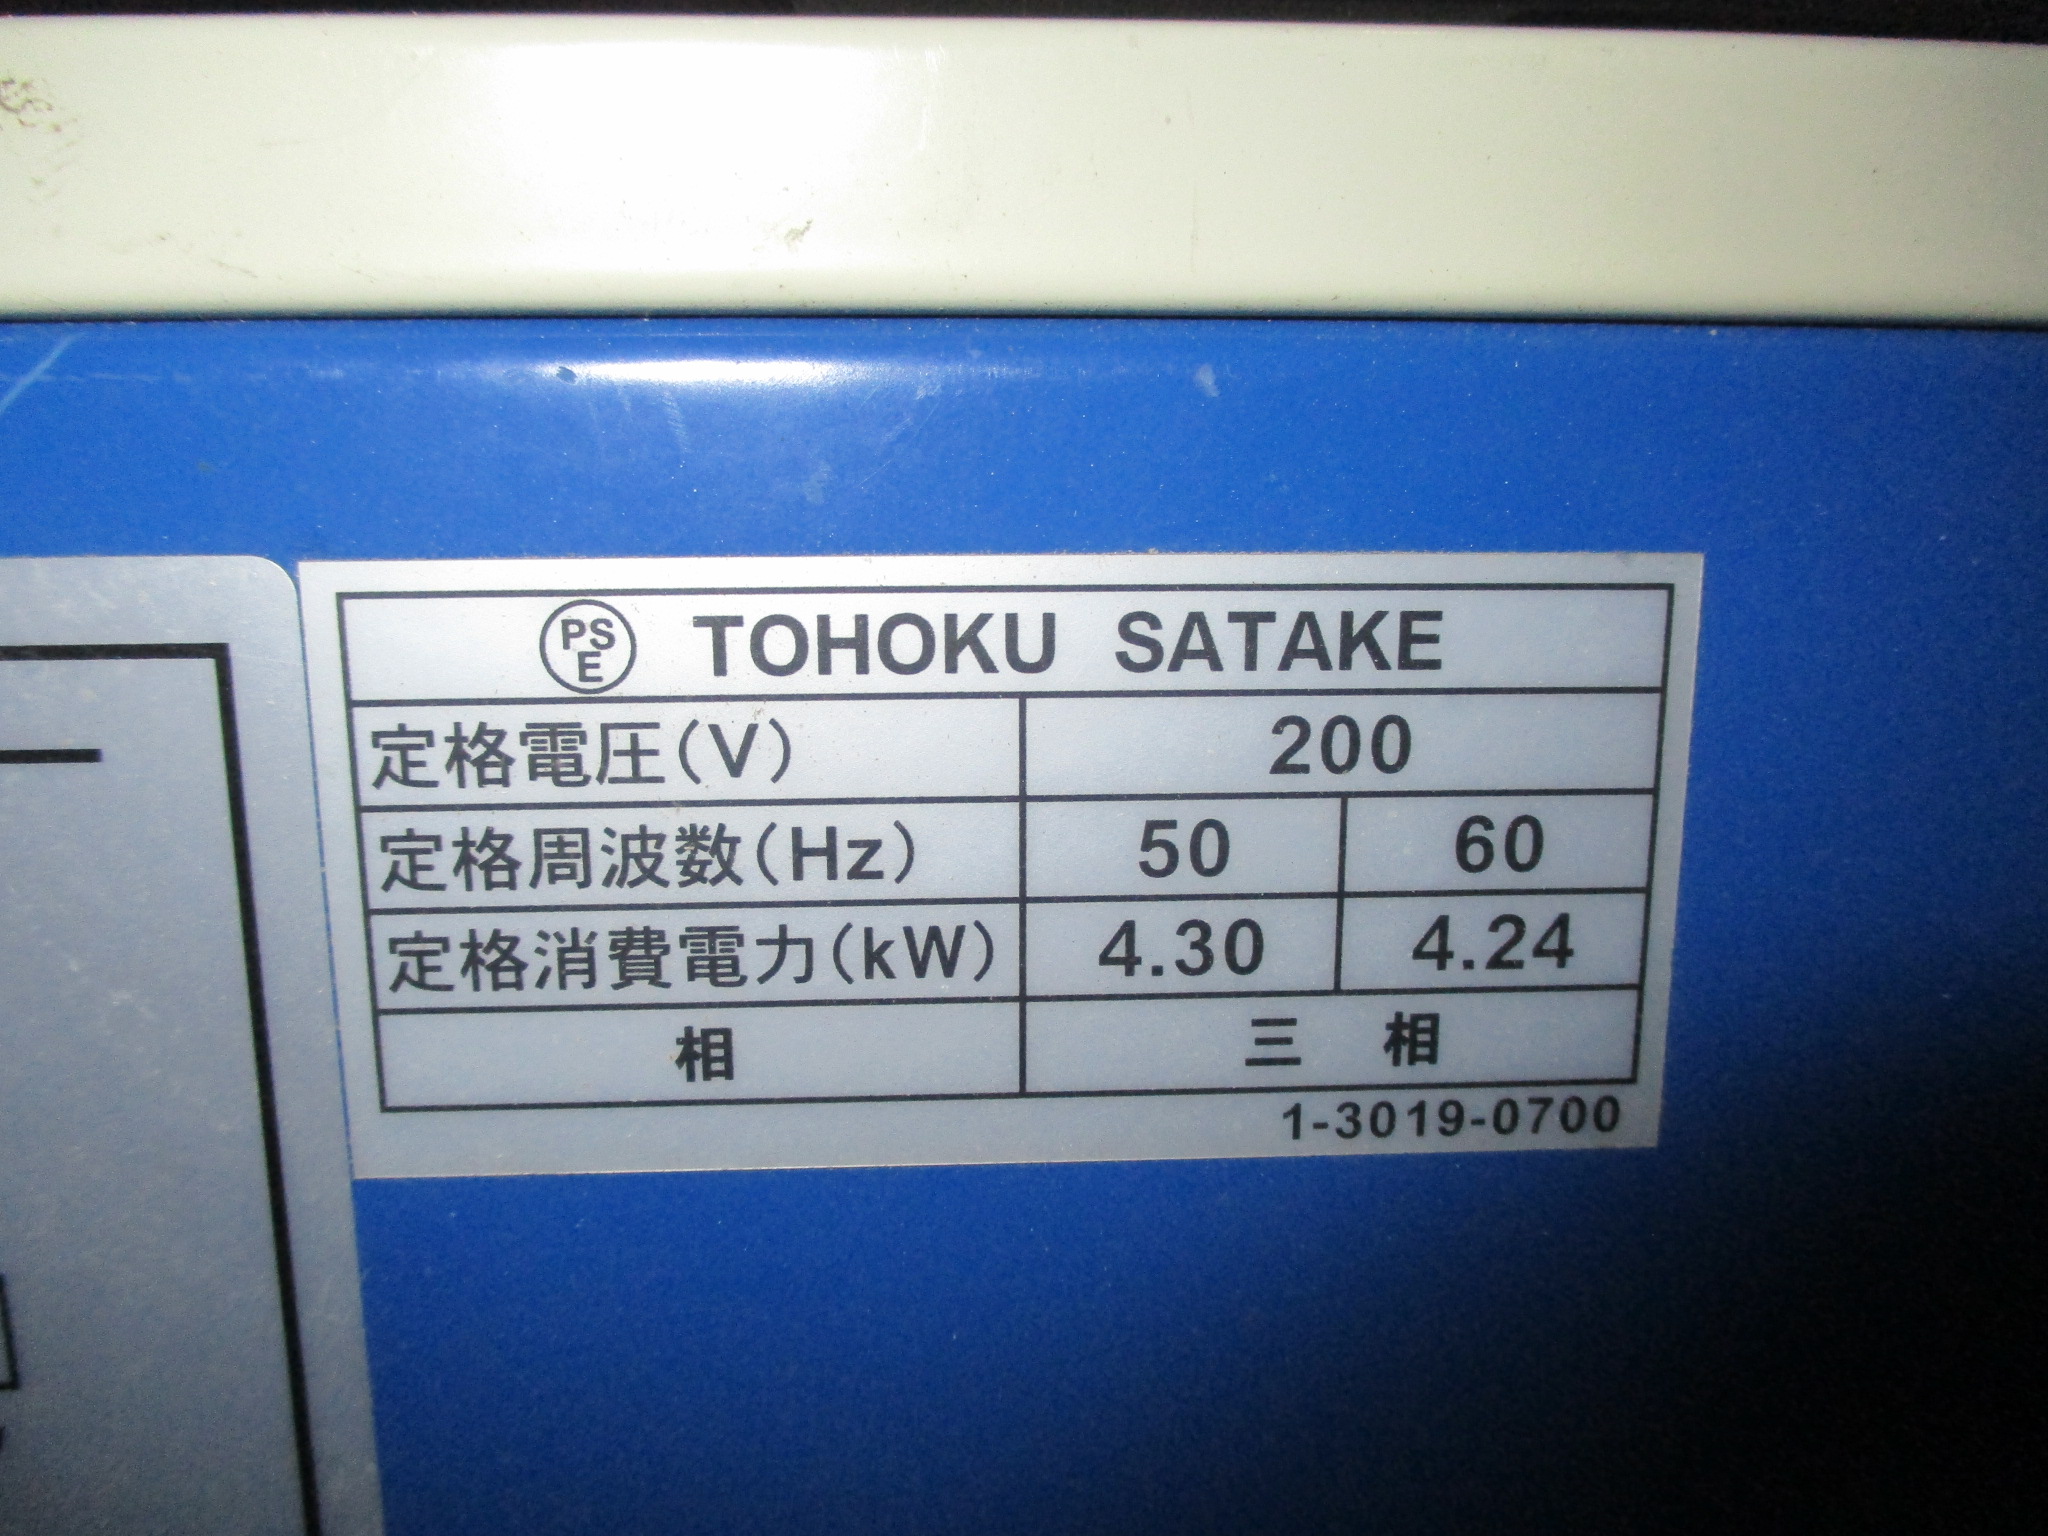 PSE TOHOKU SATAKE
定格電圧(V) 200
定格周波数(Hz) 50 60
定格消費電力(kW) 4.30 4.24
相 三 相
1-3019-0700